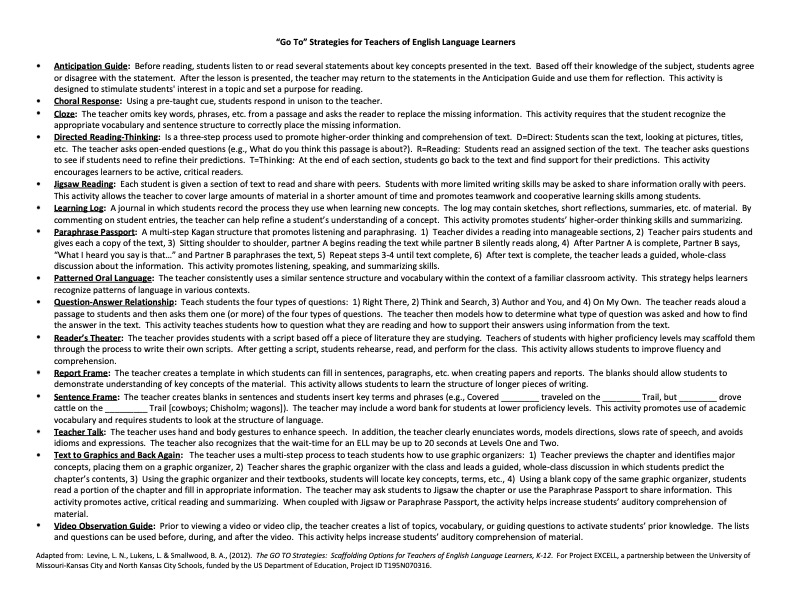 “Go To” Strategies for Teachers of English Language Learners
• Anticipation Guide: Before reading, students listen to or read several statements about key concepts presented in the text. Based off their knowledge of the subject, students agree
or disagree with the statement. After the lesson is presented, the teacher may return to the statements in the Anticipation Guide and use them for reflection. This activity is
designed to stimulate students' interest in a topic and set a purpose for reading.
• Choral Response: Using a pre-taught cue, students respond in unison to the teacher.
• Cloze: The teacher omits key words, phrases, etc. from a passage and asks the reader to replace the missing information. This activity requires that the student recognize the
appropriate vocabulary and sentence structure to correctly place the missing information.
• Directed Reading-Thinking: Is a three-step process used to promote higher-order thinking and comprehension of text. D=Direct: Students scan the text, looking at pictures, titles,
etc. The teacher asks open-ended questions (e.g., What do you think this passage is about?). R=Reading: Students read an assigned section of the text. The teacher asks questions
to see if students need to refine their predictions. T=Thinking: At the end of each section, students go back to the text and find support for their predictions. This activity
encourages learners to be active, critical readers.
• Jigsaw Reading: Each student is given a section of text to read and share with peers. Students with more limited writing skills may be asked to share information orally with peers.
This activity allows the teacher to cover large amounts of material in a shorter amount of time and promotes teamwork and cooperative learning skills among students.
• Learning Log: A journal in which students record the process they use when learning new concepts. The log may contain sketches, short reflections, summaries, etc. of material. By
commenting on student entries, the teacher can help refine a student's understanding of a concept. This activity promotes students' higher-order thinking skills and summarizing.
• Paraphrase Passport: A multi-step Kagan structure that promotes listening and paraphrasing. 1) Teacher divides a reading into manageable sections, 2) Teacher pairs students and
gives each a copy of the text, 3) Sitting shoulder to shoulder, partner A begins reading the text while partner B silently reads along, 4) After Partner A is complete, Partner B says,
“What I heard you say is that…” and Partner B paraphrases the text, 5) Repeat steps 3-4 until text complete, 6) After text is complete, the teacher leads a guided, whole-class
discussion about the information. This activity promotes listening, speaking, and summarizing skills.
• Patterned Oral Language: The teacher consistently uses a similar sentence structure and vocabulary within the context of a familiar classroom activity. This strategy helps learners
recognize patterns of language in various contexts.
• Question-Answer Relationship: Teach students the four types of questions: 1) Right There, 2) Think and Search, 3) Author and You, and 4) On My Own. The teacher reads aloud a
passage to students and then asks them one (or more) of the four types of questions. The teacher then models how to determine what type of question was asked and how to find
the answer in the text. This activity teaches students how to question what they are reading and how to support their answers using information from the text.
• Reader's Theater: The teacher provides students with a script based off a piece of literature they are studying. Teachers of students with higher proficiency levels may scaffold them
through the process to write their own scripts. After getting a script, students rehearse, read, and perform for the class. This activity allows students to improve fluency and
comprehension.
• Report Frame: The teacher creates a template in which students can fill in sentences, paragraphs, etc. when creating papers and reports. The blanks should allow students to
demonstrate understanding of key concepts of the material. This activity allows students to learn the structure of longer pieces of writing.
• Sentence Frame: The teacher creates blanks in sentences and students insert key terms and phrases (e.g., Covered ________ traveled on the ________ Trail, but ________ drove
cattle on the _________ Trail [cowboys; Chisholm; wagons]). The teacher may include a word bank for students at lower proficiency levels. This activity promotes use of academic
vocabulary and requires students to look at the structure of language.
• Teacher Talk: The teacher uses hand and body gestures to enhance speech. In addition, the teacher clearly enunciates words, models directions, slows rate of speech, and avoids
idioms and expressions. The teacher also recognizes that the wait-time for an ELL may be up to 20 seconds at Levels One and Two.
• Text to Graphics and Back Again: The teacher uses a multi-step process to teach students how to use graphic organizers: 1) Teacher previews the chapter and identifies major
concepts, placing them on a graphic organizer, 2) Teacher shares the graphic organizer with the class and leads a guided, whole-class discussion in which students predict the
chapter's contents, 3) Using the graphic organizer and their textbooks, students will locate key concepts, terms, etc., 4) Using a blank copy of the same graphic organizer, students
read a portion of the chapter and fill in appropriate information. The teacher may ask students to Jigsaw the chapter or use the Paraphrase Passport to share information. This
activity promotes active, critical reading and summarizing. When coupled with Jigsaw or Paraphrase Passport, the activity helps increase students' auditory comprehension of
material.
• Video Observation Guide: Prior to viewing a video or video clip, the teacher creates a list of topics, vocabulary, or guiding questions to activate students' prior knowledge. The lists
and questions can be used before, during, and after the video. This activity helps increase students' auditory comprehension of material.
Adapted from: Levine, L. N., Lukens, L. & Smallwood, B. A., (2012). The GO TO Strategies: Scaffolding Options for Teachers of English Language Learners, K-12. For Project EXCELL, a partnership between the University of
Missouri-Kansas City and North Kansas City Schools, funded by the US Department of Education, Project ID T195N070316.